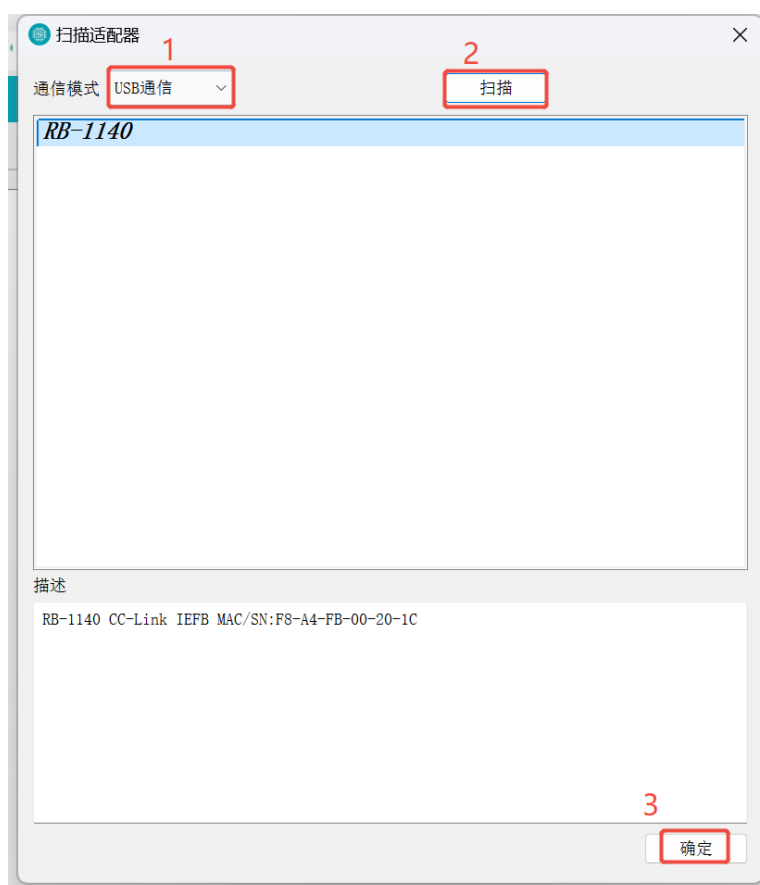 扫描适配器
1
2
通信模式 USB通信 扫描
RB-1140
描述
RB-1140 CC-Link IEFB MAC/SN:F8-A4-FB-00-20-1C
3
确定